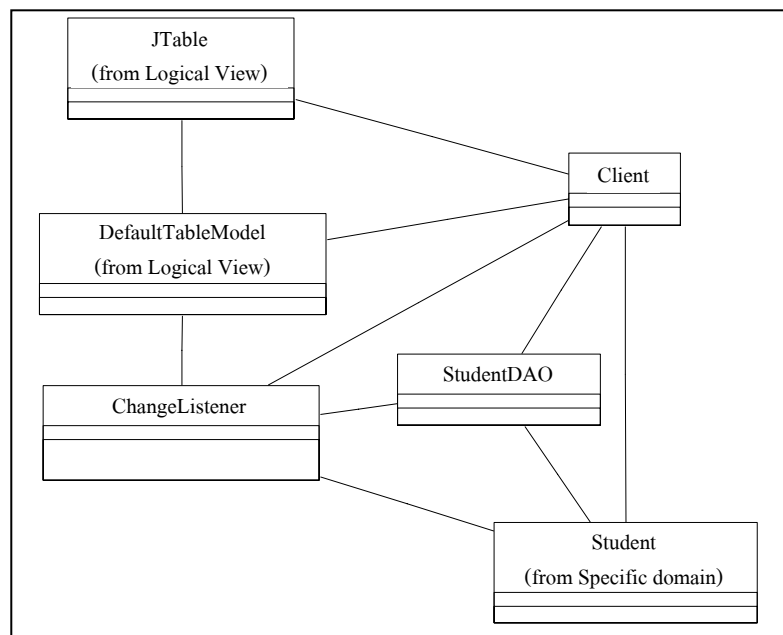 JTable
(from Logical View)
Client
DefaultTableModel
(from Logical View)
StudentDAO
ChangeListener
Student
(from Specific domain)